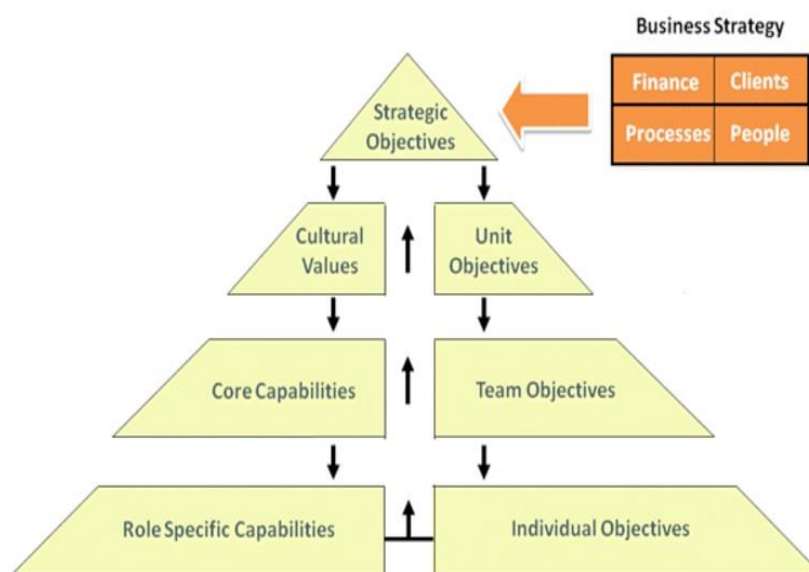 Business Strategy
Finance Clients
Processes People
Strategic
Objectives
Cultural
Values
Unit
Objectives
Core Capabilities
Team Objectives
Role Specific Capabilities
Individual Objectives